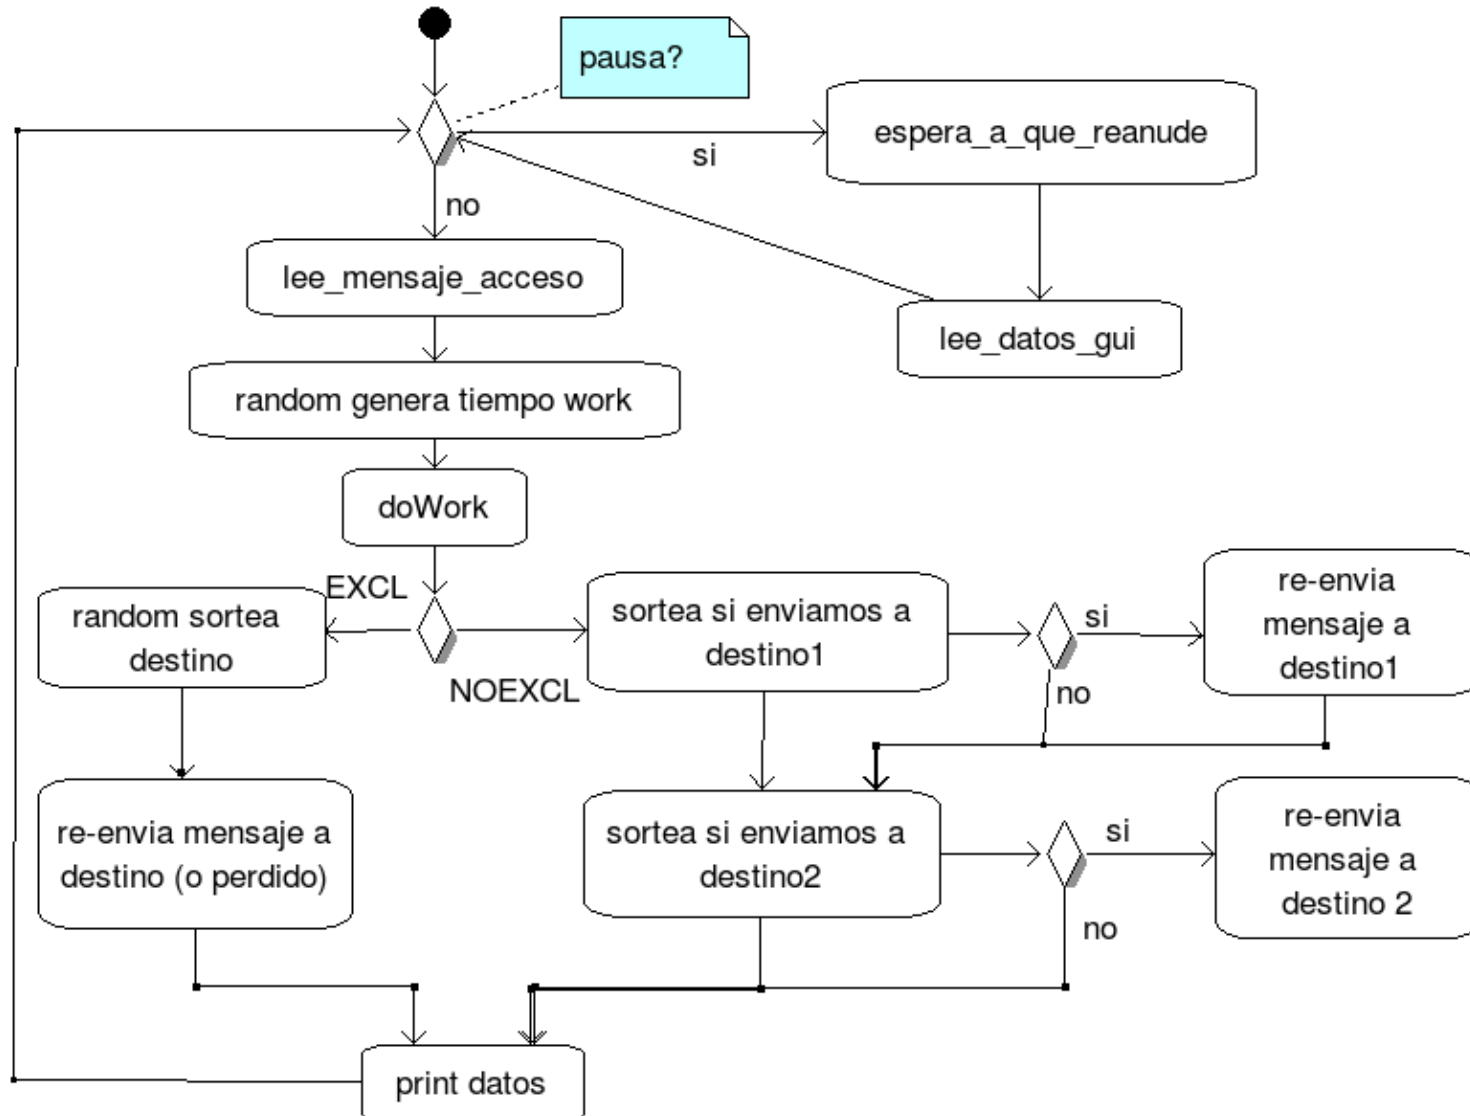 pausa?
espera_a_que_reanude
si
no
lee_mensaje_acceso
lee_datos_gui
random genera tiempo work
doWork
EXCL
random sortea
destino
NOEXCL
sortea si enviamos a
destino1
si
no
re-envia
mensaje a
destino1
re-envia mensaje a
destino (o perdido)
sortea si enviamos a
destino2
si
no
re-envia
mensaje a
destino 2
print datos